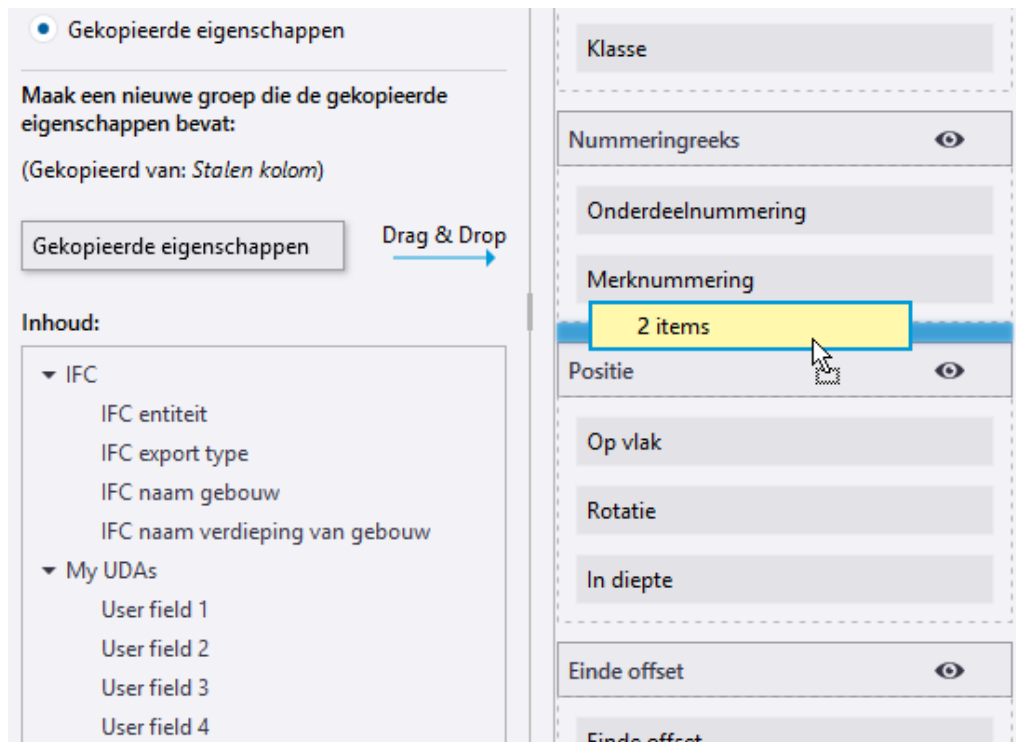 Gekopieerde eigenschappen
Maak een nieuwe groep die de gekopieerde
eigenschappen bevat:
(Gekopieerd van: Stalen kolom)
Gekopieerde eigenschappen
Drag & Drop
Inhoud:
IFC
IFC entiteit
IFC export type
IFC naam gebouw
IFC naam verdieping van gebouw
My UDAs
User field 1
User field 2
User field 3
User field 4
Klasse
Nummeringreeks
Onderdeelnummering
Merknummering
2 items
Positie
Op vlak
Rotatie
In diepte
Einde offset
Einde offset